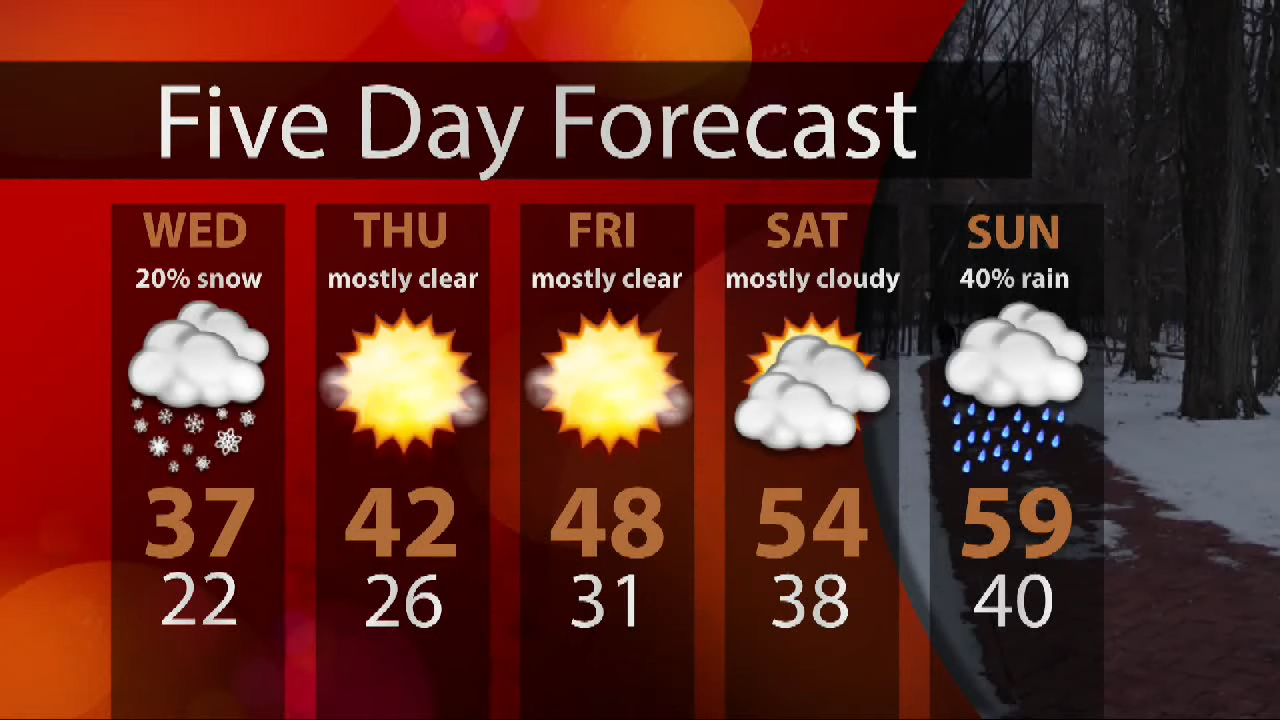 Five Day Forecast
WED THU FRI SAT SUN
20% snow mostly clear mostly clear mostly cloudy 40% rain
37 42 48 54 59
22 26 31 38 40